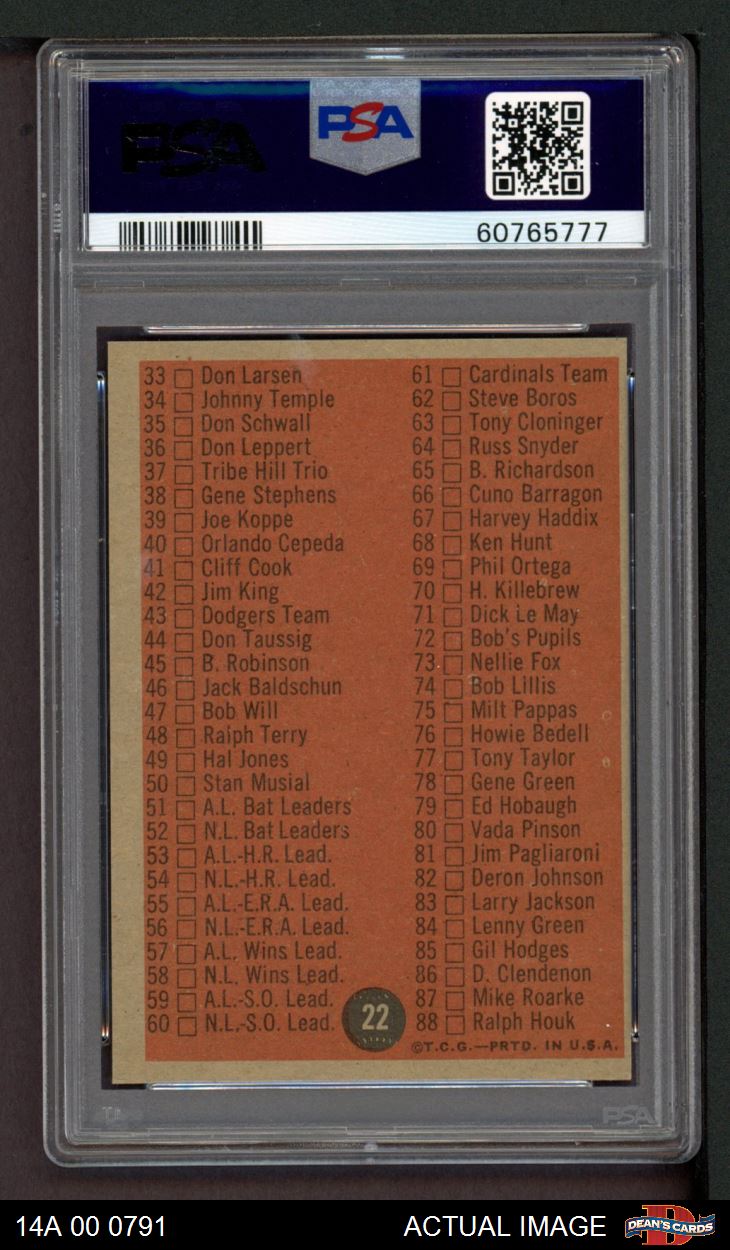 PSA
PSA
60765777
33 Don Larsen
34 Johnny Temple
35 Don Schwall
36 Don Leppert
37 Tribe Hill Trio
38 Gene Stephens
39 Joe Koppe
40 Orlando Cepeda
41 Cliff Cook
42 Jim King
43 Dodgers Team
44 Don Taussig
45 B. Robinson
46 Jack Baldschun
47 Bob Will
48 Ralph Terry
49 Hal Jones
50 Stan Musial
51 A.L. Bat Leaders
52 N.L. Bat Leaders
53 A.L.-H.R. Lead.
54 N.L.-H.R. Lead.
55 A.L.-E.R.A. Lead.
56 N.L.-E.R.A. Lead.
57 A.L. Wins Lead.
58 N.L. Wins Lead.
59 A.L.-S.O. Lead.
60 N.L.-S.O. Lead.
22
61 Cardinals Team
62 Steve Boros
63 Tony Cloninger
64 Russ Snyder
65 B. Richardson
66 Cuno Barragon
67 Harvey Haddix
68 Ken Hunt
69 Phil Ortega
70 H. Killebrew
71 Dick Le May
72 Bob's Pupils
73 Nellie Fox
74 Bob Lillis
75 Milt Pappas
76 Howie Bedell
77 Tony Taylor
78 Gene Green
79 Ed Hobaugh
80 Vada Pinson
81 Jim Pagliaroni
82 Deron Johnson
83 Larry Jackson
84 Lenny Green
85 Gil Hodges
86 D. Clendenon
87 Mike Roarke
88 Ralph Houk
©T.C.G.—PRTD. IN U.S.A.
PSA
14A 00 0791
ACTUAL IMAGE
DEAN'S CARDS